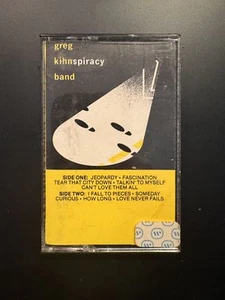 greg
kihnspiracy
band
SIDE ONE: JEOPARDY • FASCINATION
TEAR THAT CITY DOWN • TALKIN' TO MYSELF
CAN'T LOVE THEM ALL
SIDE TWO: I FALL TO PIECES • SOMEDAY
CURIOUS • HOW LONG • LOVE NEVER FAILS